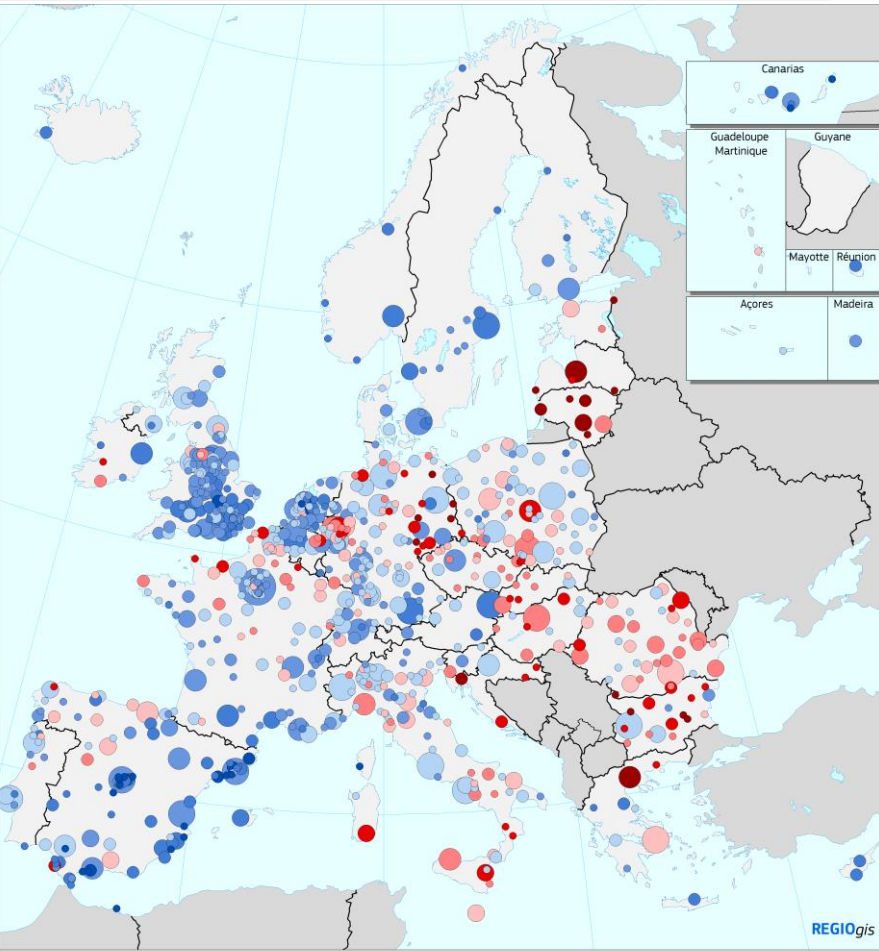 Canarias
Guadeloupe
Martinique
Guyane
Mayotte
Réunion
Açores
Madeira
REGIOgis